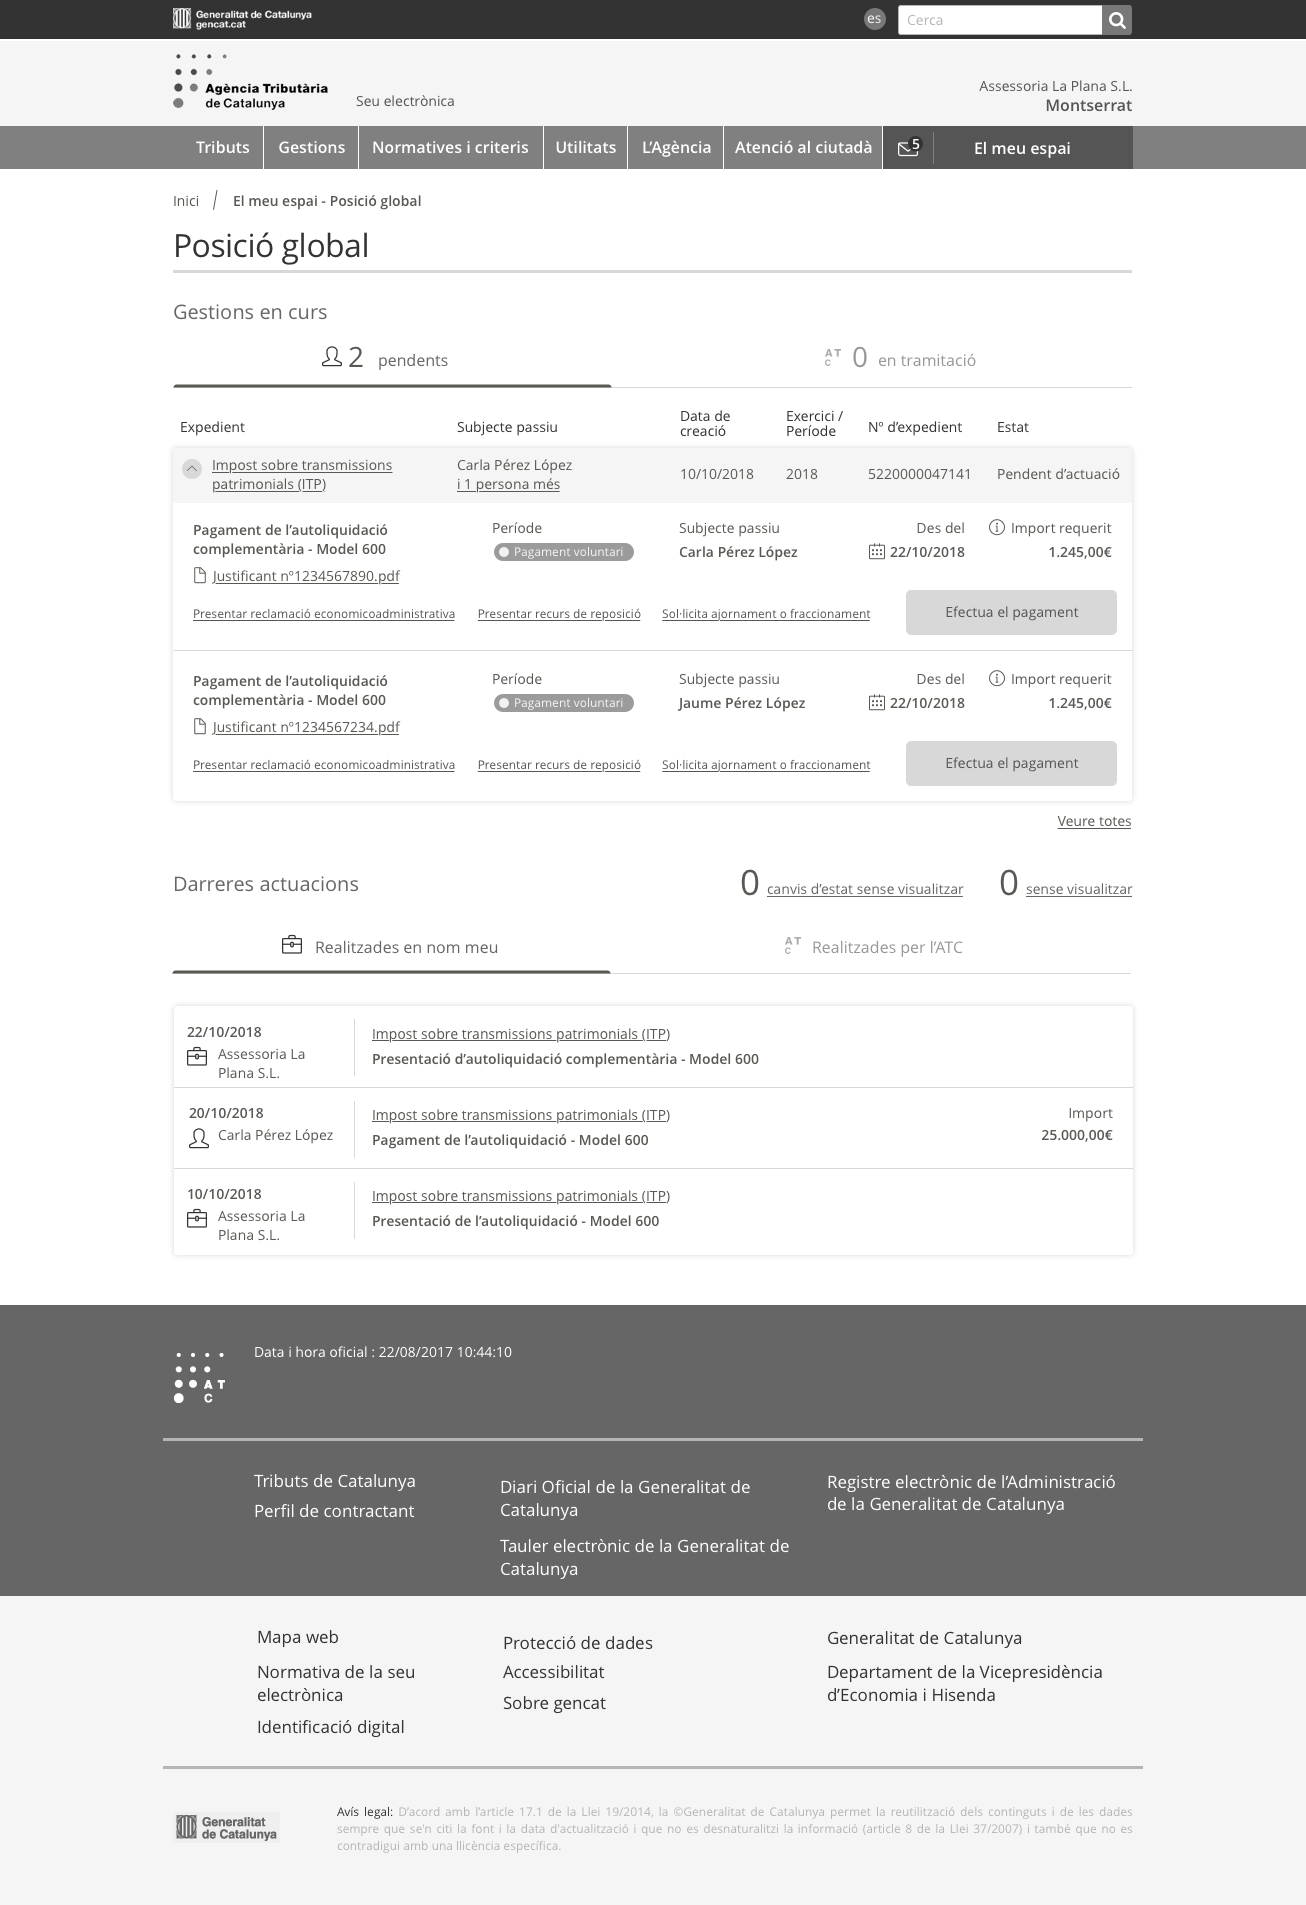 Generalitat de Catalunya
gencat.cat
es
Cerca
Agència Tributària
de Catalunya
Seu electrònica
Assessoria La Plana S.L.
Montserrat
Tributs
Gestions
Normatives i criteris
Utilitats
L’Agència
Atenció al ciutadà
5
El meu espai
Inici / El meu espai - Posició global
Posició global
Gestions en curs
2 pendents
A T
C
0 en tramitació
Expedient
Subjecte passiu
Data de
creació
Exercici /
Període
Nº d’expedient
Estat
Impost sobre transmissions
patrimonials (ITP)
Carla Pérez López
i 1 persona més
10/10/2018
2018
5220000047141
Pendent d’actuació
Pagament de l’autoliquidació
complementària - Model 600
Justificant nº1234567890.pdf
Període
Pagament voluntari
Subjecte passiu
Carla Pérez López
Des del
22/10/2018
Import requerit
1.245,00€
Presentar reclamació economicoadministrativa
Presentar recurs de reposició
Sol·licita ajornament o fraccionament
Efectua el pagament
Pagament de l’autoliquidació
complementària - Model 600
Justificant nº1234567234.pdf
Període
Pagament voluntari
Subjecte passiu
Jaume Pérez López
Des del
22/10/2018
Import requerit
1.245,00€
Presentar reclamació economicoadministrativa
Presentar recurs de reposició
Sol·licita ajornament o fraccionament
Efectua el pagament
Veure totes
Darreres actuacions
0 canvis d’estat sense visualitzar
0 sense visualitzar
Realitzades en nom meu
A T
C
Realitzades per l’ATC
22/10/2018
Assessoria La
Plana S.L.
Impost sobre transmissions patrimonials (ITP)
Presentació d’autoliquidació complementària - Model 600
20/10/2018
Carla Pérez López
Impost sobre transmissions patrimonials (ITP)
Pagament de l’autoliquidació - Model 600
Import
25.000,00€
10/10/2018
Assessoria La
Plana S.L.
Impost sobre transmissions patrimonials (ITP)
Presentació de l’autoliquidació - Model 600
A T
C
Data i hora oficial : 22/08/2017 10:44:10
Tributs de Catalunya
Perfil de contractant
Diari Oficial de la Generalitat de
Catalunya
Tauler electrònic de la Generalitat de
Catalunya
Registre electrònic de l’Administració
de la Generalitat de Catalunya
Mapa web
Normativa de la seu
electrònica
Identificació digital
Protecció de dades
Accessibilitat
Sobre gencat
Generalitat de Catalunya
Departament de la Vicepresidència
d’Economia i Hisenda
Generalitat
de Catalunya
Avís legal: D’acord amb l’article 17.1 de la Llei 19/2014, la ©Generalitat de Catalunya permet la reutilització dels continguts i de les dades
sempre que se'n citi la font i la data d'actualització i que no es desnaturalitzi la informació (article 8 de la Llei 37/2007) i també que no es
contradigui amb una llicència específica.